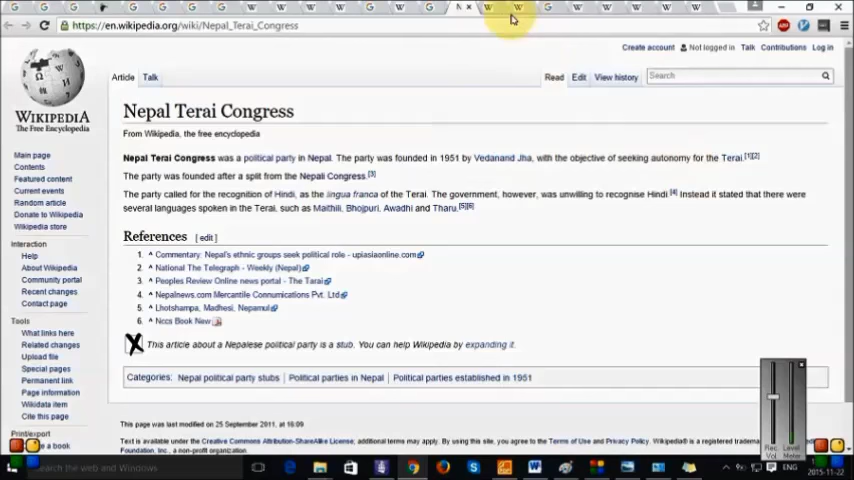 https://en.wikipedia.org/wiki/Nepal_Terai_Congress
Create account Not logged in Talk Contributions Log in
Article Talk Read Edit View history Search
WIKIPEDIA
The Free Encyclopedia
Nepal Terai Congress
From Wikipedia, the free encyclopedia
Nepal Terai Congress was a political party in Nepal. The party was founded in 1951 by Vedanand Jha, with the objective of seeking autonomy for the Terai.[1][2]
The party was founded after a split from the Nepali Congress.[3]
The party called for the recognition of Hindi, as the lingua franca of the Terai. The government, however, was unwilling to recognise Hindi.[4] Instead it stated that there were
several languages spoken in the Terai, such as Maithili, Bhojpuri, Awadhi and Tharu.[5][6]
References [edit]
1. ^ Commentary: Nepal's ethnic groups seek political role - upiasiaonline.com
2. ^ National The Telegraph - Weekly (Nepal)
3. ^ Peoples Review Online news portal - The Tarai
4. ^ Nepalnews.com Mercantile Communications Pvt. Ltd
5. ^ Lhotshampa, Madhesi, Nepamul
6. ^ Nccs Book New
This article about a Nepalese political party is a stub. You can help Wikipedia by expanding it.
Categories: Nepal political party stubs | Political parties in Nepal | Political parties established in 1951
This page was last modified on 25 September 2011, at 16:09
Text is available under the Creative Commons Attribution-ShareAlike License; additional terms may apply. By using this site, you agree to the Terms of Use and Privacy Policy. Wikipedia® is a registered
Foundation, Inc., a non-profit organization.
Main page
Contents
Featured content
Current events
Random article
Donate to Wikipedia
Wikipedia store
Interaction
Help
About Wikipedia
Community portal
Recent changes
Contact page
Tools
What links here
Related changes
Upload file
Special pages
Permanent link
Page information
Wikidata item
Cite this page
Print/export
a book
Rec. Vol
Level Meter
Search the web and Windows
ENG
2015-11-22